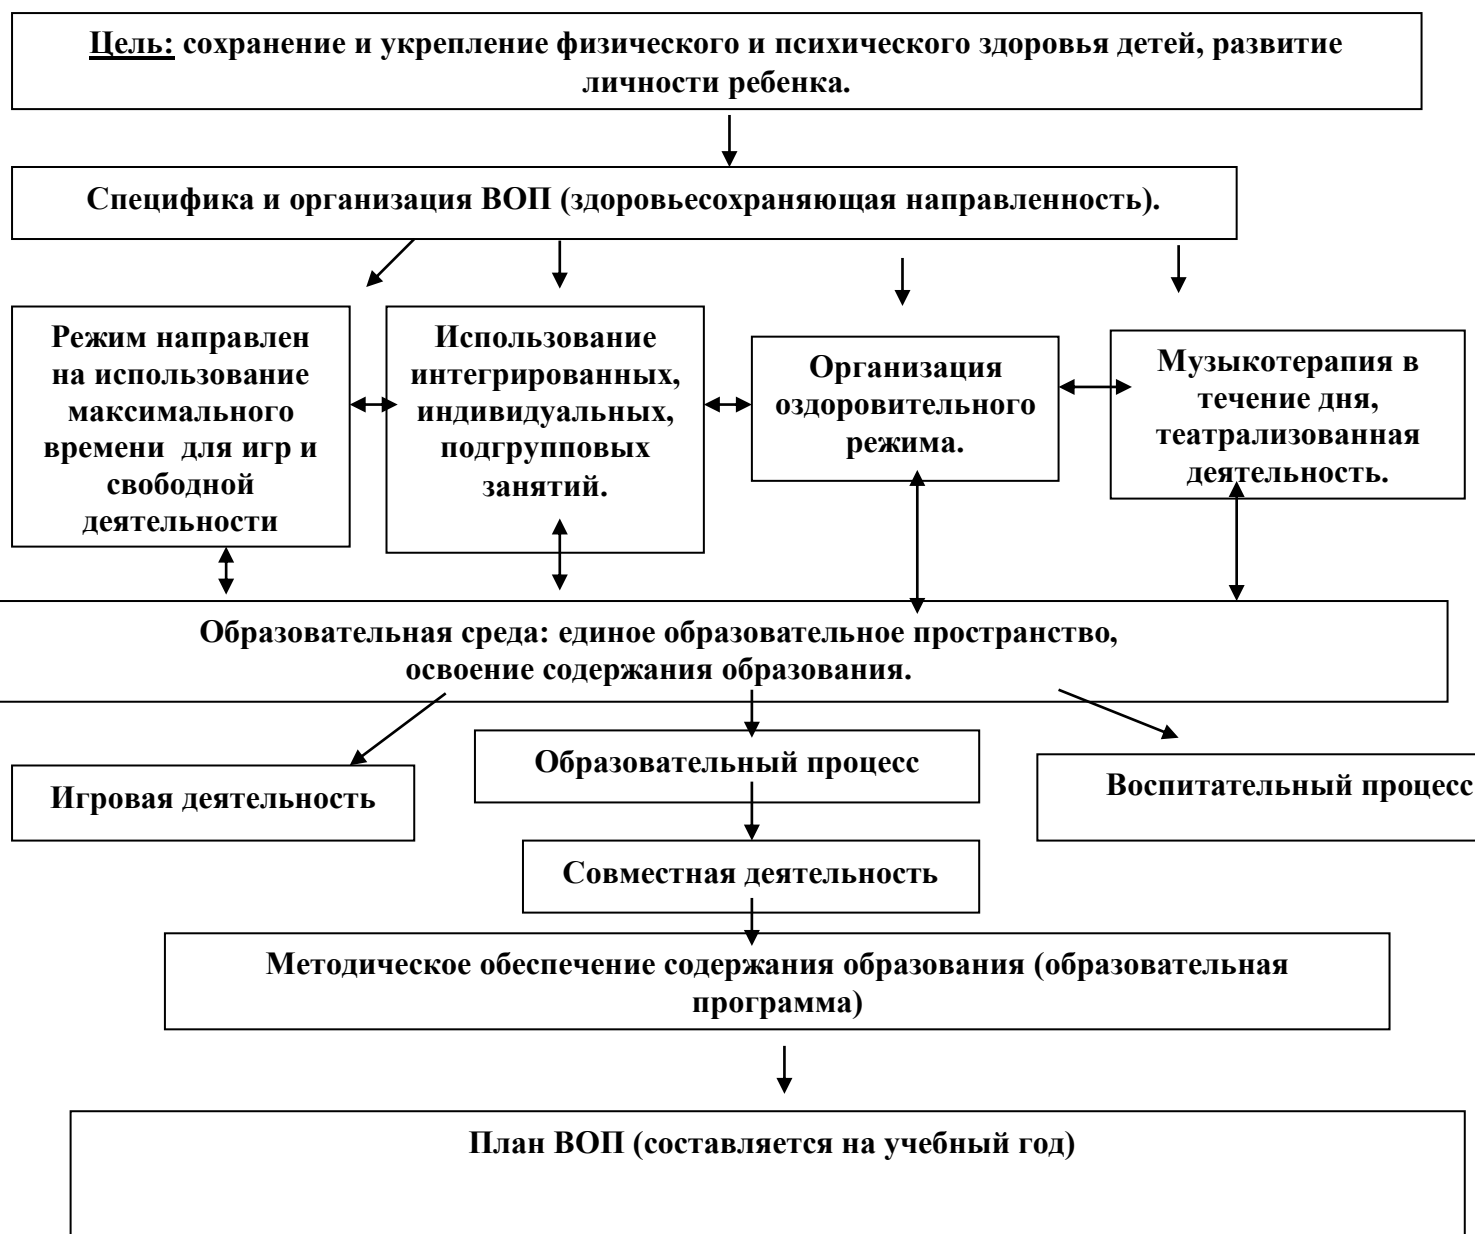 Цель: сохранение и укрепление физического и психического здоровья детей, развитие
личности ребенка.
Специфика и организация ВОП (здоровьесохраняющая направленность).
Режим направлен
на использование
максимального
времени для игр и
свободной
деятельности
Использование
интегрированных,
индивидуальных,
подгрупповых
занятий.
Организация
оздоровительного
режима.
Музыкотерапия в
течение дня,
театрализованная
деятельность.
Образовательная среда: единое образовательное пространство,
освоение содержания образования.
Игровая деятельность
Образовательный процесс
Воспитательный процесс
Совместная деятельность
Методическое обеспечение содержания образования (образовательная
программа)
План ВОП (составляется на учебный год)